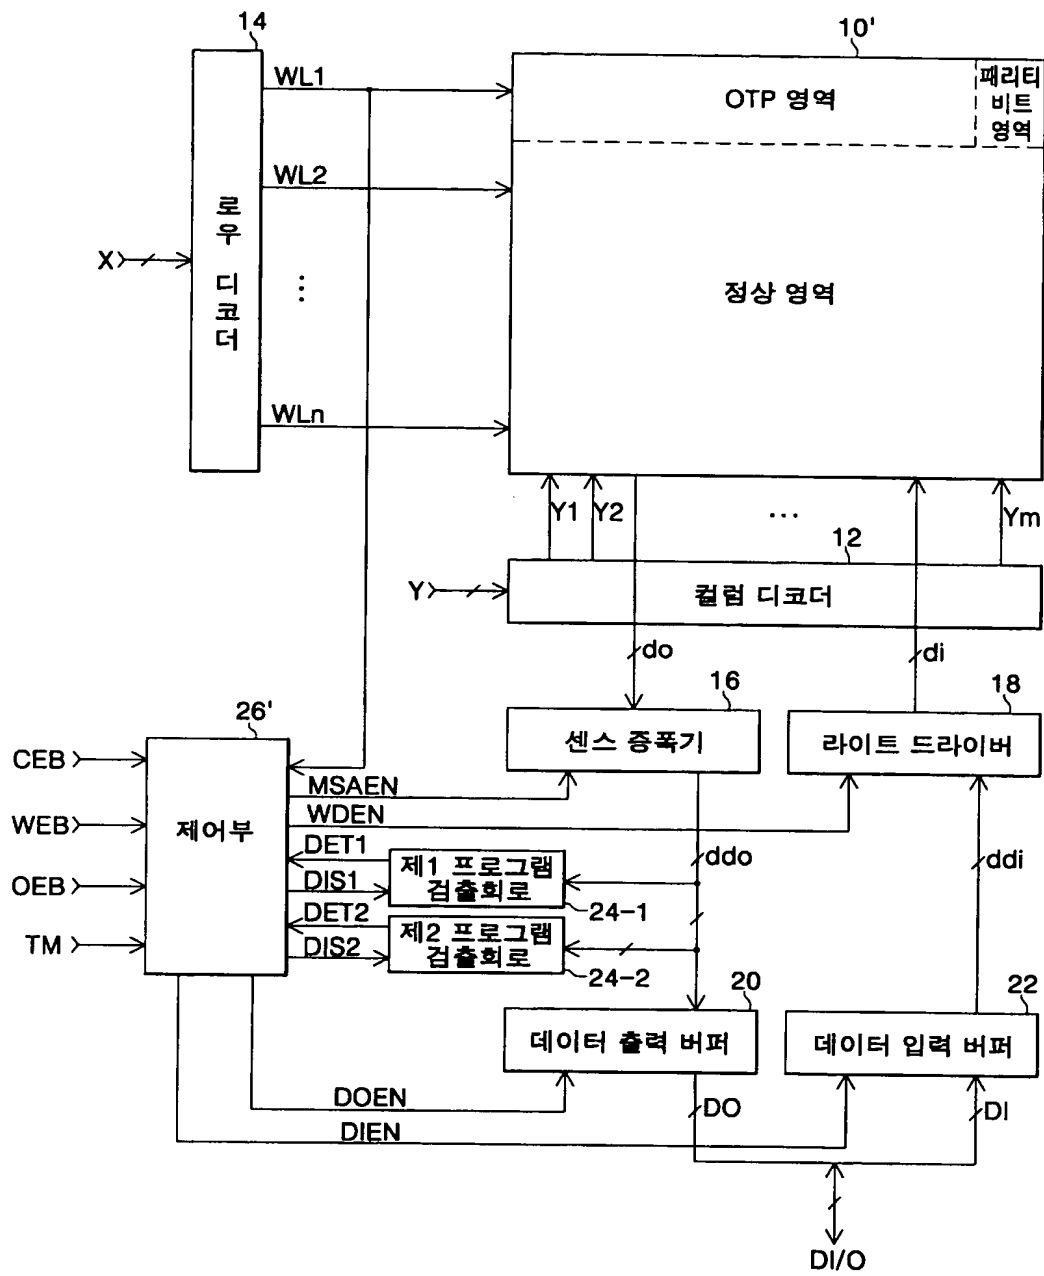 14
10'
WL1
OTP 영역
패리티
비트
영역
WL2
로우 디코더
X
⋮
정상 영역
WLn
Y1
Y2
...
Ym
12
Y
컬럼 디코더
do
di
16
18
26'
센스 증폭기
라이트 드라이버
CEB
MSAEN
WEB
제어부
WDEN
DET1
제1 프로그램
검출회로
ddo
ddi
OEB
DIS1
24-1
DET2
제2 프로그램
검출회로
TM
DIS2
24-2
20
22
데이터 출력 버퍼
데이터 입력 버퍼
DOEN
DO
DI
DIEN
DI/O